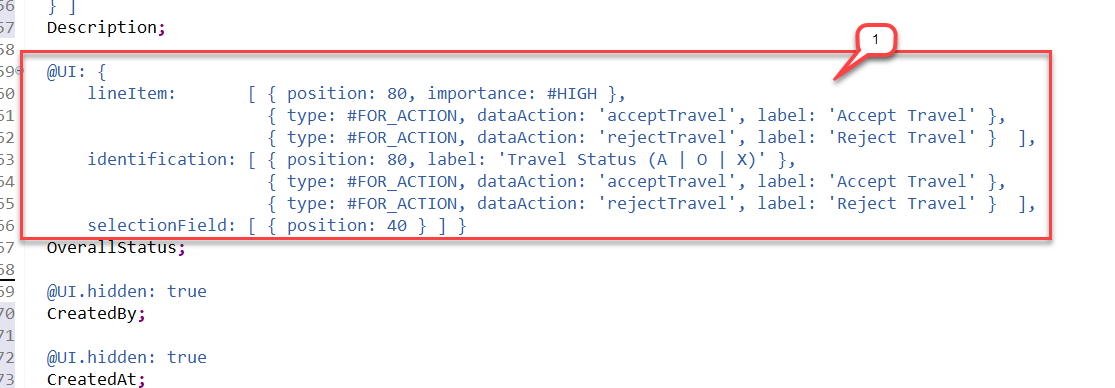 56 } ]
57 Description;
58
59 @UI: {
60 lineItem: [ { position: 80, importance: #HIGH },
61 { type: #FOR_ACTION, dataAction: 'acceptTravel', label: 'Accept Travel' },
62 { type: #FOR_ACTION, dataAction: 'rejectTravel', label: 'Reject Travel' } ],
63 identification: [ { position: 80, label: 'Travel Status (A | O | X)' },
64 { type: #FOR_ACTION, dataAction: 'acceptTravel', label: 'Accept Travel' },
65 { type: #FOR_ACTION, dataAction: 'rejectTravel', label: 'Reject Travel' } ],
66 selectionField: [ { position: 40 } ] }
67 OverallStatus;
68
69 @UI.hidden: true
70 CreatedBy;
71
72 @UI.hidden: true
73 CreatedAt;
1